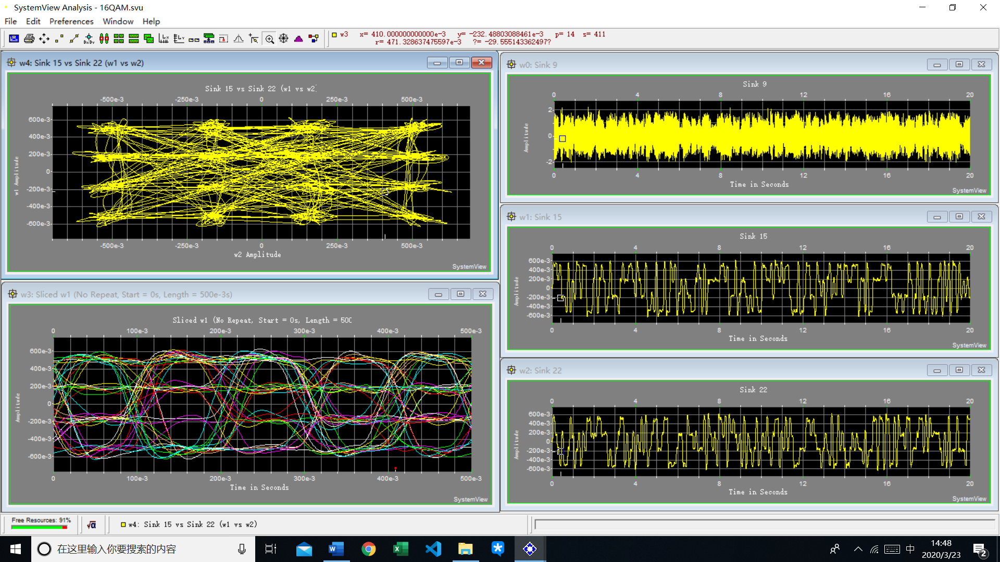 SystemView Analysis - 16QAM.svu
File Edit Preferences Window Help
w3 x= 410.000000000000e-3 y= -232.48803088461e-3 p= 14 s= 411
r= 471.328637475597e-3 ?= -29.555143362497?
w4: Sink 15 vs Sink 22 (w1 vs w2)
Sink 15 vs Sink 22 (w1 vs w2)
-500e-3 -250e-3 0 250e-3 500e-3
600e-3
400e-3
200e-3
0
-200e-3
-400e-3
-600e-3
w1 Amplitude
-500e-3 -250e-3 0 250e-3 500e-3
w2 Amplitude
SystemView
w3: Sliced w1 (No Repeat, Start = 0s, Length = 500e-3s)
Sliced w1 (No Repeat, Start = 0s, Length = 500
0 100e-3 200e-3 300e-3 400e-3 500e-3
600e-3
400e-3
200e-3
0
-200e-3
-400e-3
-600e-3
Amplitude
0 100e-3 200e-3 300e-3 400e-3 500e-3
Time in Seconds
SystemView
w0: Sink 9
Sink 9
0 4 8 12 16 20
2
0
-2
Amplitude
0 4 8 12 16 20
Time in Seconds
SystemView
w1: Sink 15
Sink 15
0 4 8 12 16 20
600e-3
400e-3
200e-3
0
-200e-3
-400e-3
-600e-3
Amplitude
0 4 8 12 16 20
Time in Seconds
SystemView
w2: Sink 22
Sink 22
0 4 8 12 16 20
600e-3
400e-3
200e-3
0
-200e-3
-400e-3
-600e-3
Amplitude
0 4 8 12 16 20
Time in Seconds
SystemView
Free Resources: 91%
√α
w4: Sink 15 vs Sink 22 (w1 vs w2)
在这里输入你要搜索的内容
中
14:48
2020/3/23
2